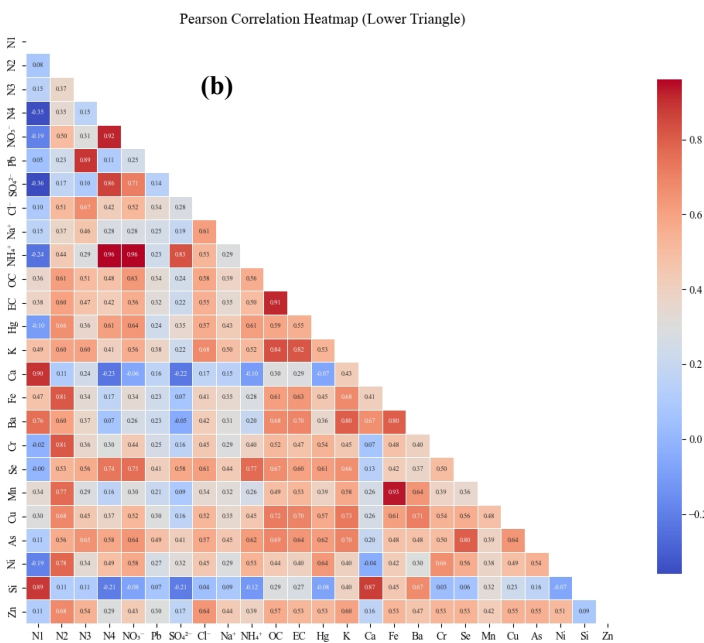 Pearson Correlation Heatmap (Lower Triangle)
(b)
N1
N2 0.08
N3 0.15 0.37
N4 -0.35 0.35 0.15
NO₃⁻ -0.19 0.50 0.31 0.92
Pb 0.05 0.23 0.89 0.11 0.25
SO₄²⁻ -0.36 0.17 0.10 0.86 0.71 0.14
Cl⁻ 0.10 0.51 0.67 0.42 0.52 0.34 0.28
Na⁺ 0.15 0.37 0.46 0.28 0.28 0.25 0.19 0.61
NH₄⁺ -0.24 0.44 0.29 0.96 0.96 0.23 0.83 0.53 0.29
OC 0.36 0.61 0.51 0.48 0.63 0.34 0.24 0.58 0.39 0.56
EC 0.38 0.60 0.47 0.42 0.56 0.32 0.22 0.55 0.35 0.50 0.91
Hg -0.10 0.66 0.36 0.61 0.64 0.24 0.35 0.57 0.43 0.61 0.59 0.55
K 0.49 0.60 0.60 0.41 0.56 0.38 0.22 0.68 0.50 0.52 0.84 0.82 0.53
Ca 0.90 0.11 0.24 -0.23 -0.06 0.16 -0.22 0.17 0.15 -0.10 0.30 0.29 -0.07 0.43
Fe 0.47 0.81 0.34 0.17 0.34 0.23 0.07 0.41 0.35 0.28 0.61 0.63 0.45 0.68 0.41
Ba 0.76 0.60 0.37 0.07 0.26 0.23 -0.05 0.42 0.31 0.20 0.68 0.70 0.36 0.80 0.67 0.80
Cr -0.02 0.81 0.36 0.30 0.44 0.25 0.16 0.45 0.29 0.40 0.52 0.47 0.54 0.45 0.07 0.48 0.40
Se -0.00 0.53 0.56 0.74 0.75 0.41 0.58 0.61 0.44 0.77 0.67 0.60 0.61 0.66 0.13 0.42 0.37 0.50
Mn 0.34 0.77 0.29 0.16 0.30 0.21 0.09 0.34 0.32 0.26 0.49 0.53 0.39 0.58 0.26 0.93 0.64 0.39 0.36
Cu 0.30 0.68 0.45 0.37 0.52 0.30 0.16 0.52 0.35 0.45 0.72 0.70 0.57 0.73 0.26 0.61 0.71 0.54 0.56 0.48
As 0.11 0.56 0.65 0.58 0.64 0.49 0.41 0.57 0.45 0.62 0.69 0.64 0.62 0.70 0.20 0.48 0.48 0.48 0.80 0.39 0.64
Ni -0.19 0.78 0.34 0.49 0.58 0.27 0.32 0.45 0.29 0.53 0.44 0.40 0.64 0.40 -0.04 0.52 0.30 0.66 0.56 0.38 0.49 0.54
Si 0.89 0.11 0.11 -0.21 -0.08 0.07 -0.21 0.04 0.09 -0.12 0.29 0.27 -0.08 0.40 0.87 0.45 0.67 0.05 0.06 0.32 0.23 0.16 -0.07
Zn 0.11 0.68 0.54 0.29 0.43 0.30 0.17 0.64 0.44 0.39 0.57 0.53 0.53 0.60 0.18 0.53 0.47 0.53 0.53 0.42 0.55 0.55 0.51 0.09
N1 N2 N3 N4 NO₃⁻ Pb SO₄²⁻ Cl⁻ Na⁺ NH₄⁺ OC EC Hg K Ca Fe Ba Cr Se Mn Cu As Ni Si Zn
0.8
0.6
0.4
0.2
0.0